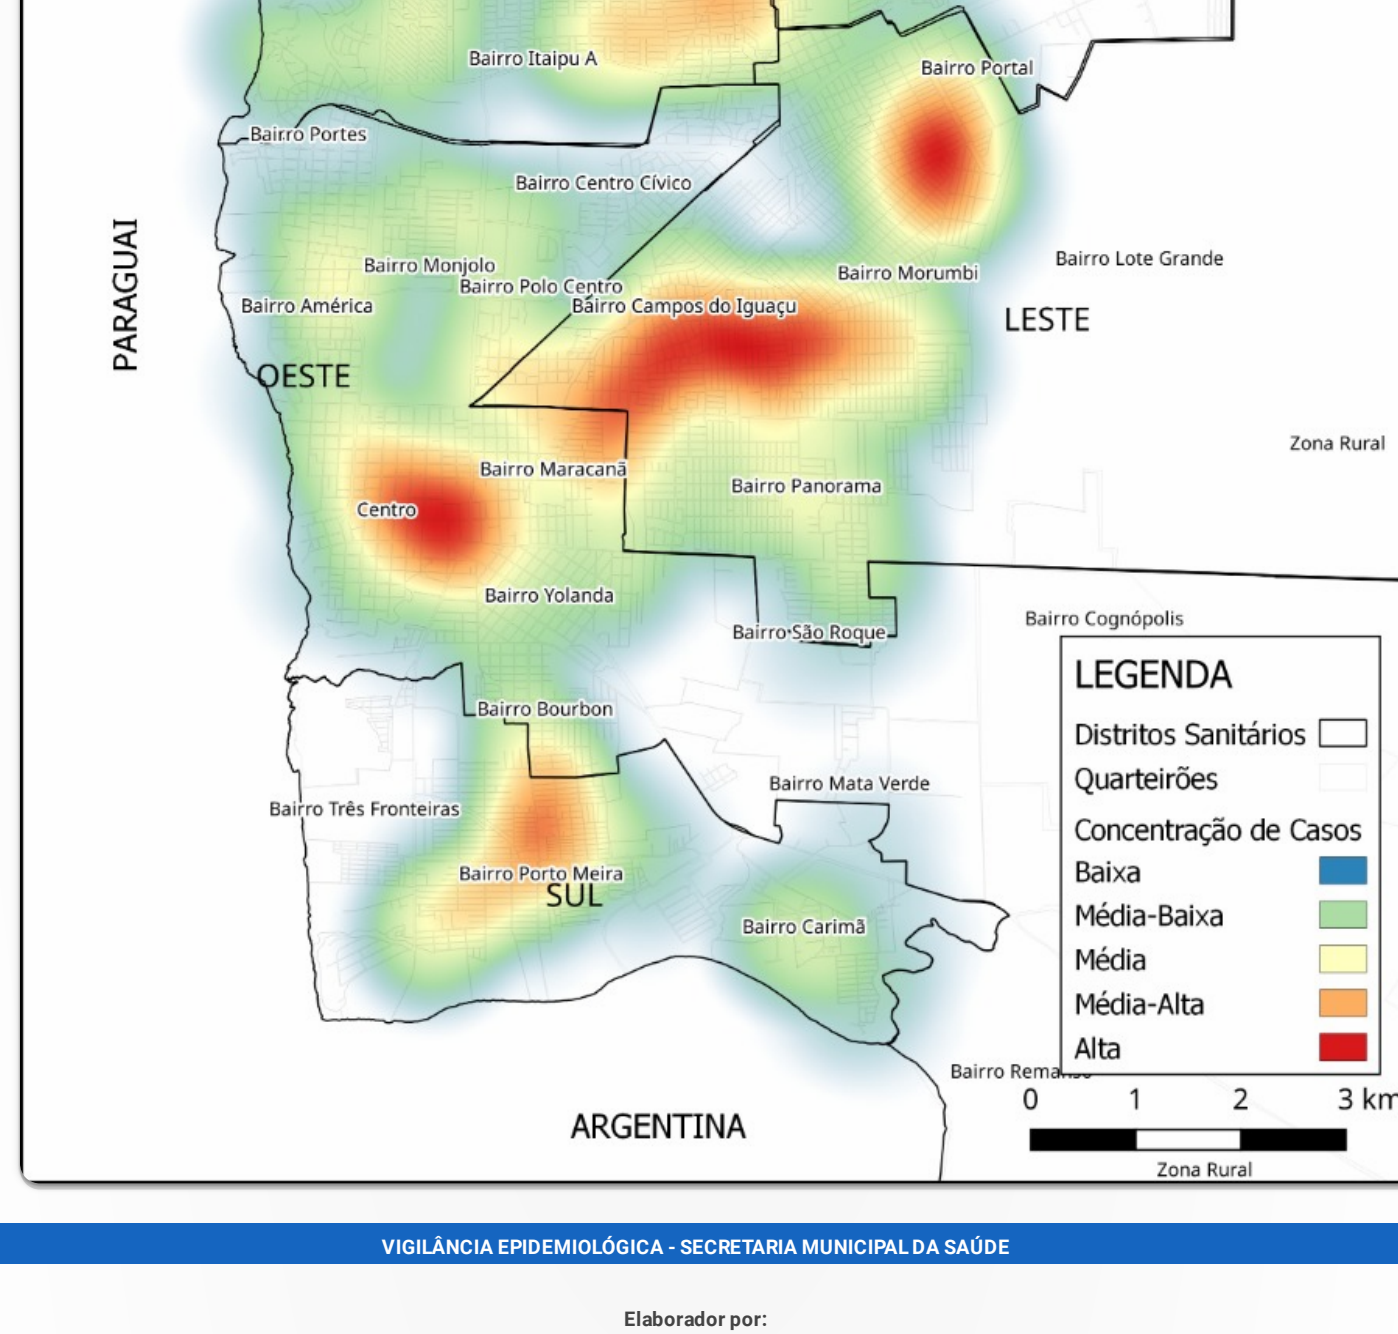 Bairro Itaipu A
Bairro Portal
Bairro Portes
Bairro Centro Cívico
PARAGUAI
Bairro Lote Grande
Bairro Monjolo
Bairro Morumbi
Bairro Polo Centro
Bairro América
Bairro Campos do Iguaçu
LESTE
OESTE
Zona Rural
Bairro Maracanã
Bairro Panorama
Centro
Bairro Yolanda
Bairro Cognópolis
Bairro São Roque
Bairro Bourbon
Bairro Mata Verde
Bairro Três Fronteiras
Bairro Porto Meira
SUL
Bairro Carimã
LEGENDA
Distritos Sanitários
Quarteirões
Concentração de Casos
Baixa
Média-Baixa
Média
Média-Alta
Alta
Bairro
0 1 2 3 km
ARGENTINA
Zona Rural
VIGILÂNCIA EPIDEMIOLÓGICA - SECRETARIA MUNICIPAL DA SAÚDE
Elaborador por: